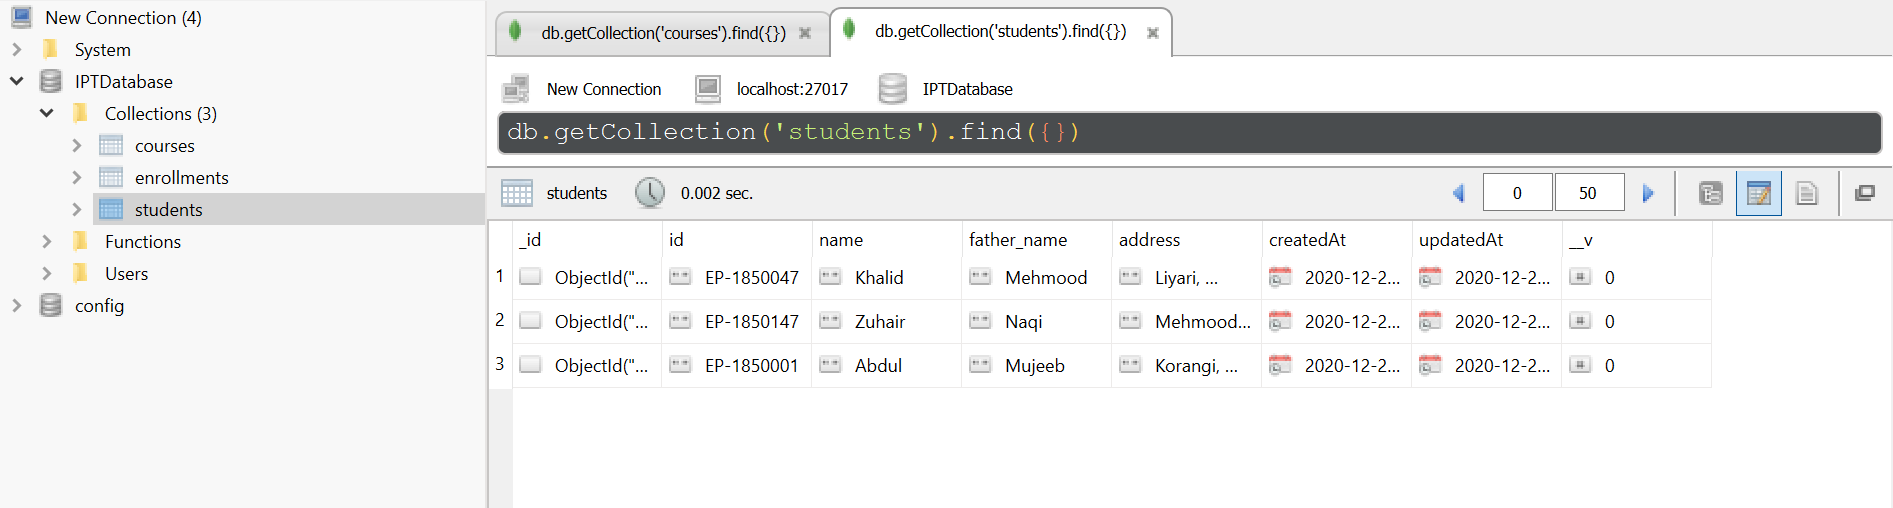 New Connection (4)
System
IPTDatabase
Collections (3)
courses
enrollments
students
Functions
Users
config
db.getCollection('courses').find({})
db.getCollection('students').find({})
New Connection localhost:27017 IPTDatabase
db.getCollection('students').find({})
students 0.002 sec. 0 50
_id id name father_name address createdAt updatedAt __v
1 ObjectId("... EP-1850047 Khalid Mehmood Liyari, ... 2020-12-2... 2020-12-2... 0
2 ObjectId("... EP-1850147 Zuhair Naqi Mehmood... 2020-12-2... 2020-12-2... 0
3 ObjectId("... EP-1850001 Abdul Mujeeb Korangi, ... 2020-12-2... 2020-12-2... 0